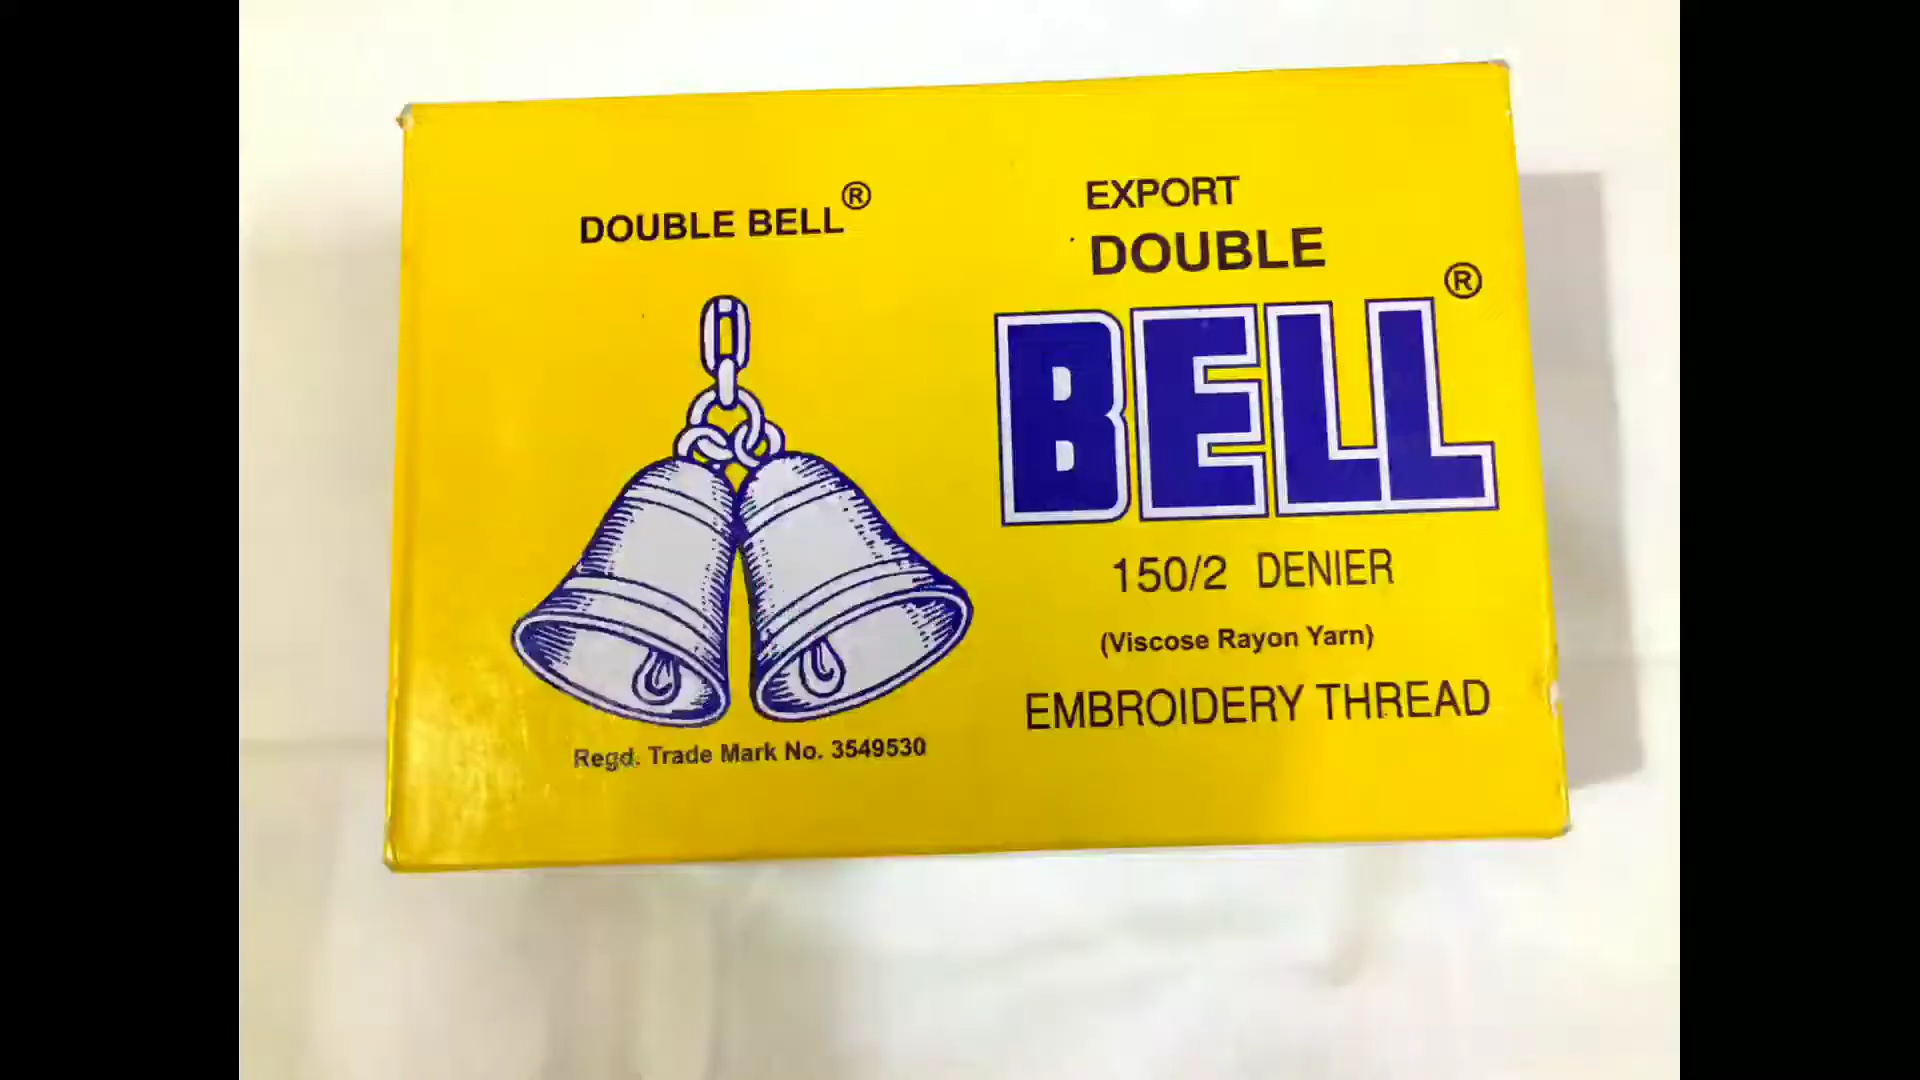 DOUBLE BELL®
Regd. Trade Mark No. 3549530
EXPORT
DOUBLE
BELL®
150/2 DENIER
(Viscose Rayon Yarn)
EMBROIDERY THREAD